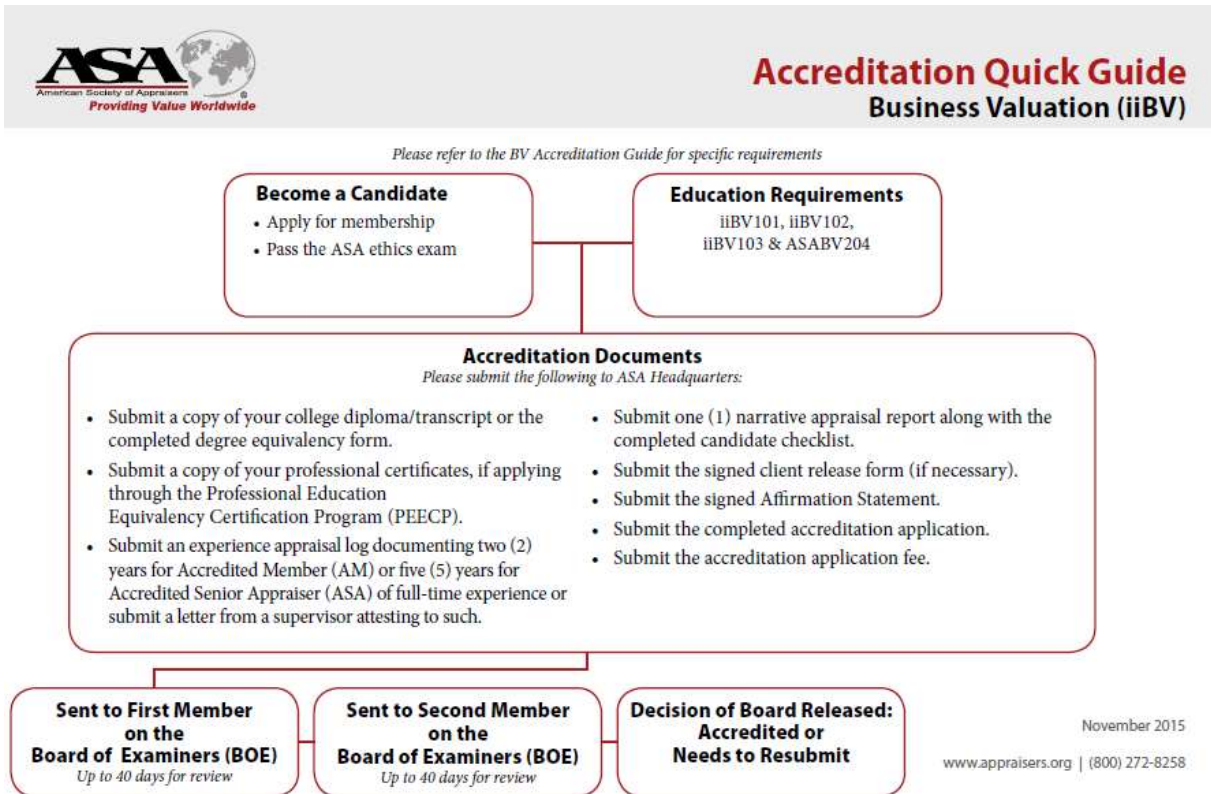 ASA
American Society of Appraisers
®
Providing Value Worldwide
Accreditation Quick Guide
Business Valuation (iiBV)
Please refer to the BV Accreditation Guide for specific requirements
Become a Candidate
• Apply for membership
• Pass the ASA ethics exam
Education Requirements
iiBV101, iiBV102,
iiBV103 & ASABV204
Accreditation Documents
Please submit the following to ASA Headquarters:
• Submit a copy of your college diploma/transcript or the
completed degree equivalency form.
• Submit a copy of your professional certificates, if applying
through the Professional Education
Equivalency Certification Program (PEECP).
• Submit an experience appraisal log documenting two (2)
years for Accredited Member (AM) or five (5) years for
Accredited Senior Appraiser (ASA) of full-time experience or
submit a letter from a supervisor attesting to such.
• Submit one (1) narrative appraisal report along with the
completed candidate checklist.
• Submit the signed client release form (if necessary).
• Submit the signed Affirmation Statement.
• Submit the completed accreditation application.
• Submit the accreditation application fee.
Sent to First Member
on the
Board of Examiners (BOE)
Up to 40 days for review
Sent to Second Member
on the
Board of Examiners (BOE)
Up to 40 days for review
Decision of Board Released:
Accredited or
Needs to Resubmit
November 2015
www.appraisers.org | (800) 272-8258